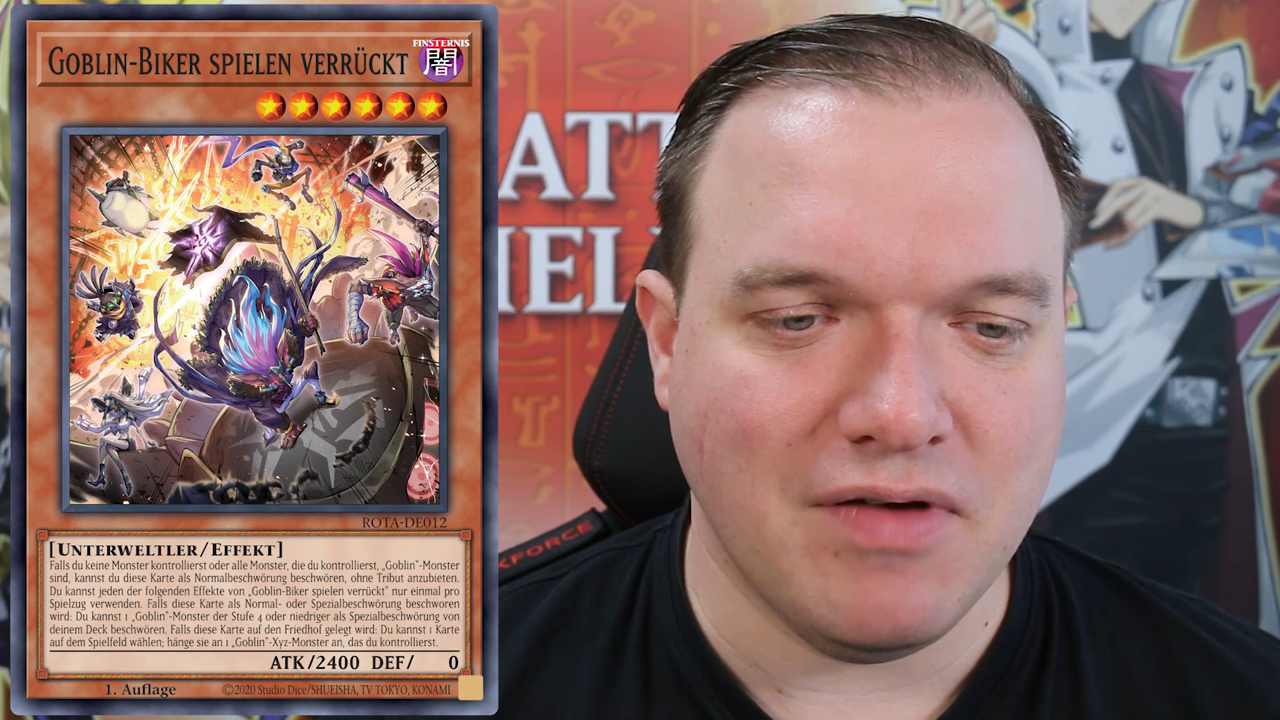 Goblin-Biker spielen verrückt
FINSTERNIS
闇
ROTA-DE012
[Unterweltler/Effekt]
Falls du keine Monster kontrollierst oder alle Monster, die du kontrollierst, „Goblin"-Monster
sind, kannst du diese Karte als Normalbeschwörung beschwören, ohne Tribut anzubieten.
Du kannst jeden der folgenden Effekte von „Goblin-Biker spielen verrückt" nur einmal pro
Spielzug verwenden. Falls diese Karte als Normal- oder Spezialbeschwörung beschworen
wird: Du kannst 1 „Goblin"-Monster der Stufe 4 oder niedriger als Spezialbeschwörung von
deinem Deck beschwören. Falls diese Karte auf den Friedhof gelegt wird: Du kannst 1 Karte
auf dem Spielfeld wählen; hänge sie an 1 „Goblin"-Xyz-Monster an, das du kontrollierst.
ATK/2400 DEF/ 0
1. Auflage
©2020 Studio Dice/SHUEISHA, TV TOKYO, KONAMI